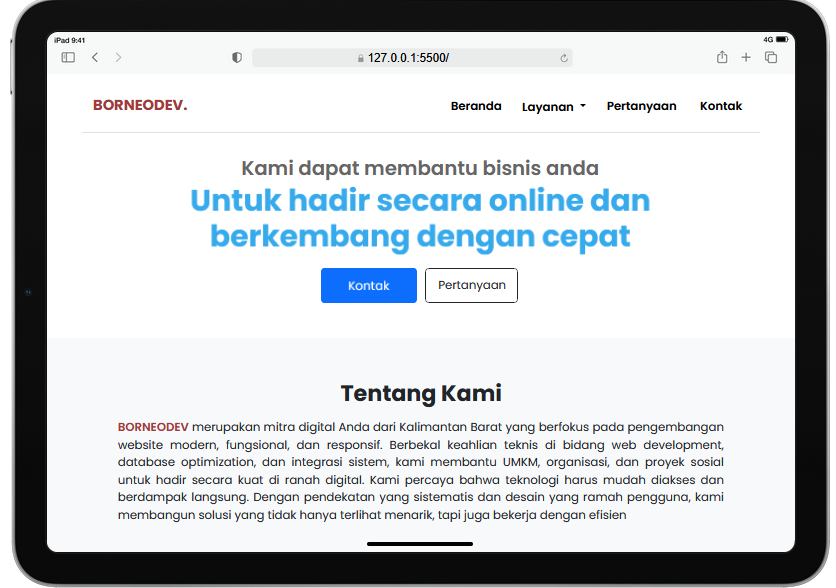 iPad 9:41
4G
127.0.0.1:5500/
BORNEODEV.
Beranda
Layanan
Pertanyaan
Kontak
Kami dapat membantu bisnis anda
Untuk hadir secara online dan
berkembang dengan cepat
Kontak
Pertanyaan
Tentang Kami
BORNEODEV merupakan mitra digital Anda dari Kalimantan Barat yang berfokus pada pengembangan
website modern, fungsional, dan responsif. Berbekal keahlian teknis di bidang web development,
database optimization, dan integrasi sistem, kami membantu UMKM, organisasi, dan proyek sosial
untuk hadir secara kuat di ranah digital. Kami percaya bahwa teknologi harus mudah diakses dan
berdampak langsung. Dengan pendekatan yang sistematis dan desain yang ramah pengguna, kami
membangun solusi yang tidak hanya terlihat menarik, tapi juga bekerja dengan efisien